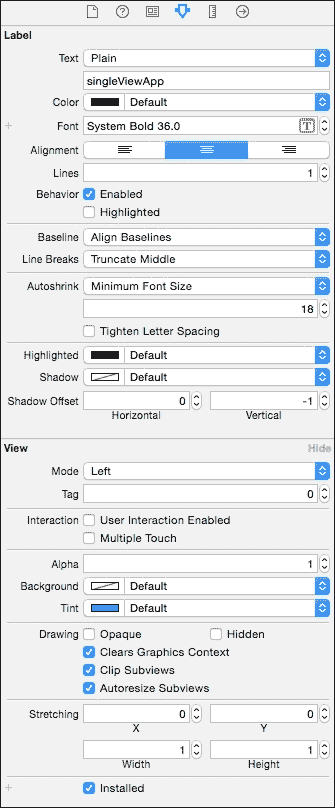 Label
Text Plain
singleViewApp
Color Default
+ Font System Bold 36.0 T
Alignment
Lines 1
Behavior Enabled
Highlighted
Baseline Align Baselines
Line Breaks Truncate Middle
Autoshrink Minimum Font Size
18
Tighten Letter Spacing
Highlighted Default
Shadow Default
Shadow Offset 0 -1
Horizontal Vertical
View Hide
Mode Left
Tag 0
Interaction User Interaction Enabled
Multiple Touch
Alpha 1
Background Default
Tint Default
Drawing Opaque Hidden
Clears Graphics Context
Clip Subviews
Autoresize Subviews
Stretching 0 0
X Y
1 1
Width Height
+ Installed